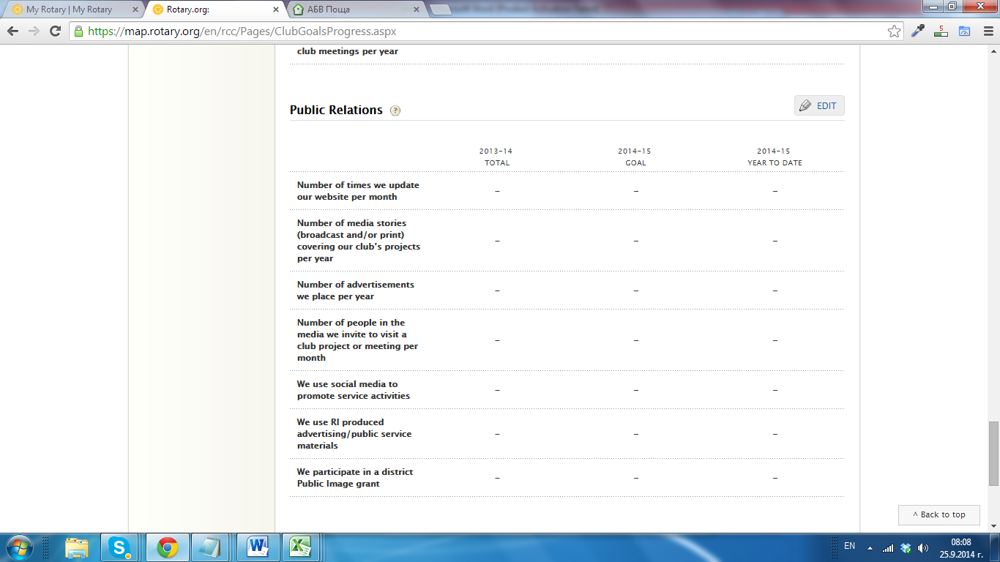 My Rotary | My Rotary
Rotary.org:
АБВ Поща
https://map.rotary.org/en/rcc/Pages/ClubGoalsProgress.aspx
5
club meetings per year
Public Relations ?
EDIT
2013-14 2014-15 2014-15
TOTAL GOAL YEAR TO DATE
Number of times we update
our website per month – – –
Number of media stories
(broadcast and/or print)
covering our club's projects
per year – – –
Number of advertisements
we place per year – – –
Number of people in the
media we invite to visit a
club project or meeting per
month – – –
We use social media to
promote service activities – – –
We use RI produced
advertising/public service
materials – – –
We participate in a district
Public Image grant – – –
^ Back to top
EN
08:08
25.9.2014 г.